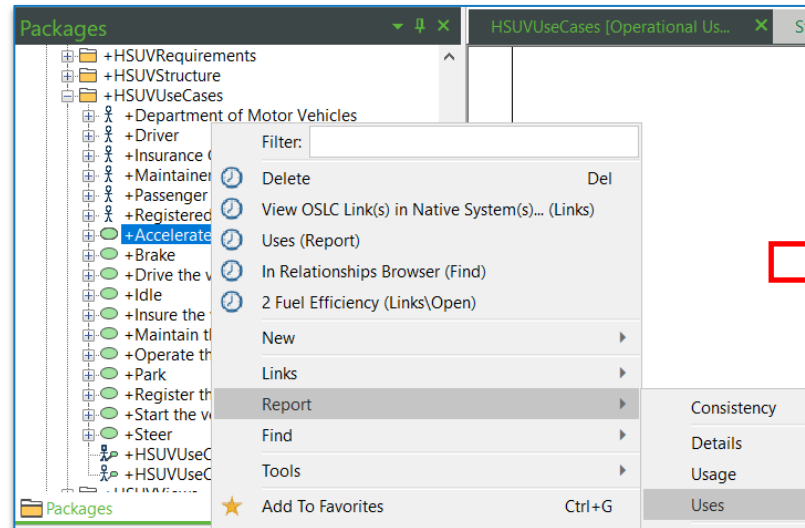 Packages
HSUVUseCases [Operational Us...
+HSUVRequirements
+HSUVStructure
+HSUVUseCases
+Department of Motor Vehicles
+Driver
+Insurance
+Maintainer
+Passenger
+Registered
+Accelerate
+Brake
+Drive the
+Idle
+Insure the
+Maintain
+Operate
+Park
+Register
+Start the
+Steer
+HSUVUseC
+HSUVUseC
Packages
Filter:
Delete Del
View OSLC Link(s) in Native System(s)... (Links)
Uses (Report)
In Relationships Browser (Find)
2 Fuel Efficiency (Links\Open)
New
Links
Report
Find
Tools
Add To Favorites Ctrl+G
Consistency
Details
Usage
Uses